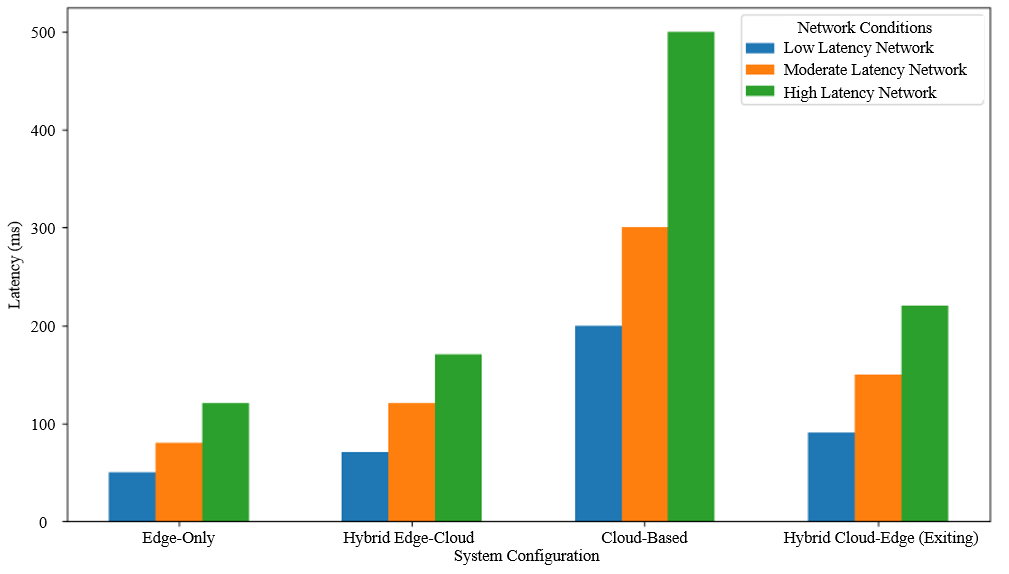 Network Conditions
Low Latency Network
Moderate Latency Network
High Latency Network
500
400
300
200
100
0
Latency (ms)
Edge-Only
Hybrid Edge-Cloud
Cloud-Based
Hybrid Cloud-Edge (Exiting)
System Configuration